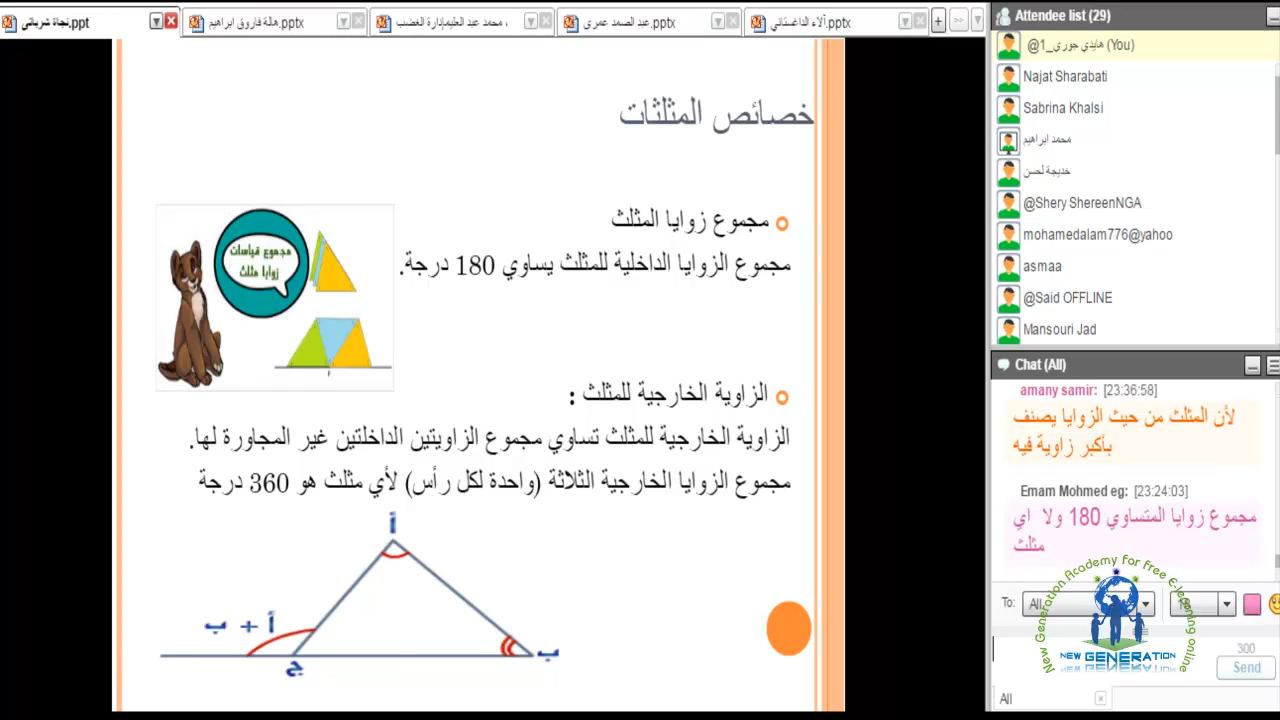 نجاة شرباتي.ppt
هالة فاروق ابراهيم.pptx
محمد عبد العليم|دارة الغضب
عبد الصمد عمري.pptx
آلاء الداغستاني.pptx
خصائص المثلثات
مجموع زوايا المثلث
مجموع الزوايا الداخلية للمثلث يساوي 180 درجة.
مجموع قياسات
زوايا مثلث
الزاوية الخارجية للمثلث :
الزاوية الخارجية للمثلث تساوي مجموع الزاويتين الداخلتين غير المجاورة لها.
مجموع الزوايا الخارجية الثلاثة (واحدة لكل رأس) لأي مثلث هو 360 درجة
أ
أ + ب
ب
ج
Attendee list (29)
@1_هايدي جوري (You)
Najat Sharabati
Sabrina Khalsi
محمد ابراهيم
خديجة لحسن
@Shery ShereenNGA
mohamedalam776@yahoo
asmaa
@Said OFFLINE
Mansouri Jad
Chat (All)
amany samir: [23:36:58]
لأن المثلث من حيث الزوايا يصنف
بأكبر زاوية فيه
Emam Mohmed eg: [23:24:03]
مجموع زوايا المتساوي 180 ولا اي
مثلث
To: All
New Generation Academy for Free E-learning online
NEW GENERATION
300
Send
All